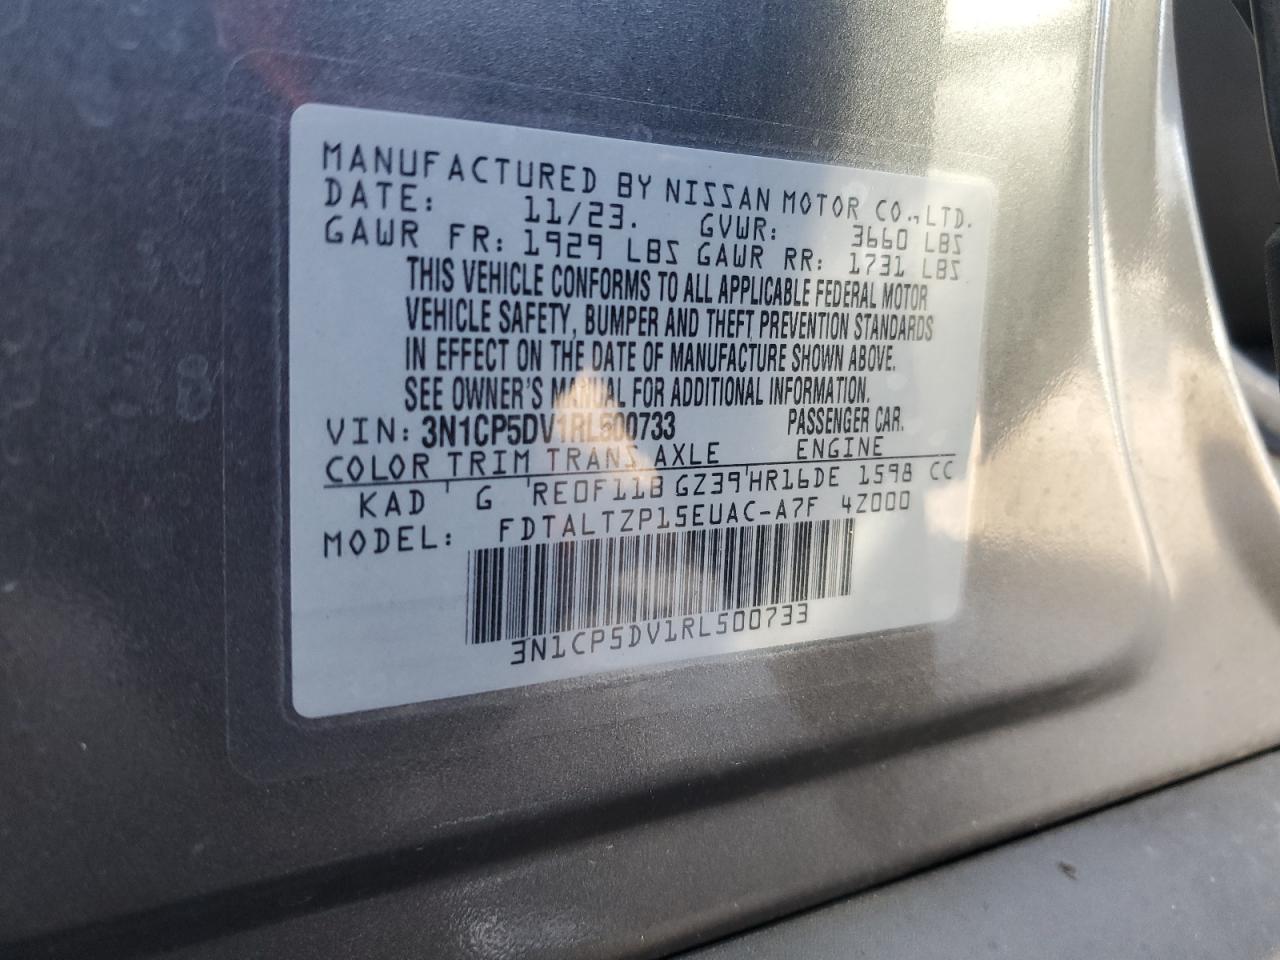 MANUFACTURED BY NISSAN MOTOR CO.,LTD.
DATE: 11/23. GVWR: 3660 LBS
GAWR FR: 1929 LBS GAWR RR: 1731 LBS
THIS VEHICLE CONFORMS TO ALL APPLICABLE FEDERAL MOTOR
VEHICLE SAFETY, BUMPER AND THEFT PREVENTION STANDARDS
IN EFFECT ON THE DATE OF MANUFACTURE SHOWN ABOVE.
SEE OWNER'S MANUAL FOR ADDITIONAL INFORMATION.
VIN: 3N1CP5DV1RL500733 PASSENGER CAR.
COLOR TRIM TRANS AXLE ENGINE
KAD G RE0F11B GZ39 HR16DE 1598 CC
MODEL: FDTALTZP15EUAC-A7F 4Z000
3N1CP5DV1RL500733